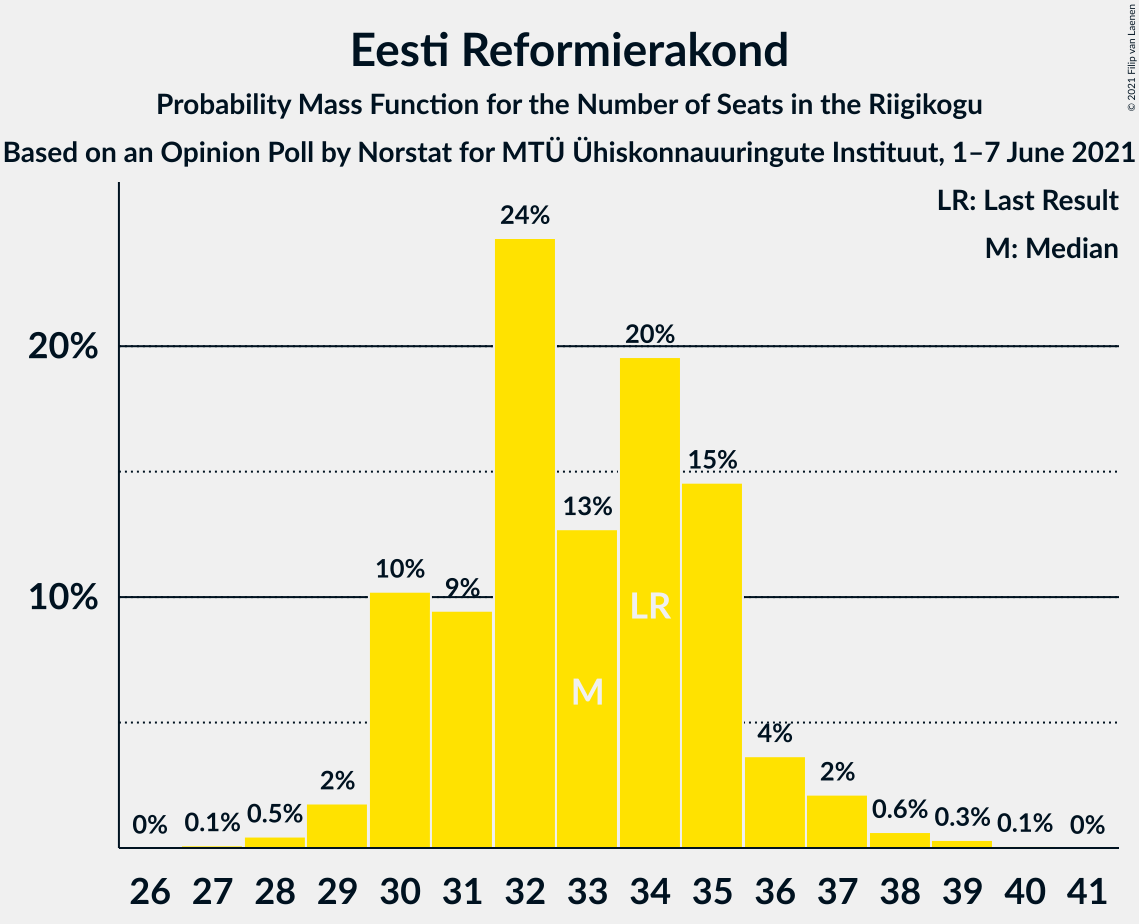 Eesti Reformierakond
Probability Mass Function for the Number of Seats in the Riigikogu
Based on an Opinion Poll by Norstat for MTÜ Ühiskonnauuringute Instituut, 1–7 June 2021
© 2021 Filip van Laenen
LR: Last Result
M: Median
20%
10%
0%
0.1%
0.5%
2%
10%
9%
24%
13%
20%
15%
4%
2%
0.6%
0.3%
0.1%
0%
LR
M
26 27 28 29 30 31 32 33 34 35 36 37 38 39 40 41